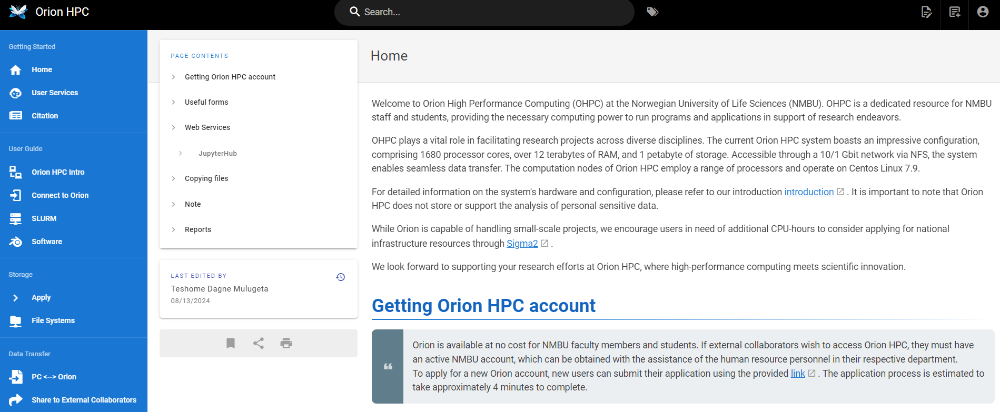 Orion HPC
Search...
Getting Started
Home
User Services
Citation
User Guide
Orion HPC Intro
Connect to Orion
SLURM
Software
Storage
Apply
File Systems
Data Transfer
PC <--> Orion
Share to External Collaborators
PAGE CONTENTS
Getting Orion HPC account
Useful forms
Web Services
JupyterHub
Copying files
Note
Reports
LAST EDITED BY
Teshome Dagne Mulugeta
08/13/2024
Home
Welcome to Orion High Performance Computing (OHPC) at the Norwegian University of Life Sciences (NMBU). OHPC is a dedicated resource for NMBU
staff and students, providing the necessary computing power to run programs and applications in support of research endeavors.
OHPC plays a vital role in facilitating research projects across diverse disciplines. The current Orion HPC system boasts an impressive configuration,
comprising 1680 processor cores, over 12 terabytes of RAM, and 1 petabyte of storage. Accessible through a 10/1 Gbit network via NFS, the system
enables seamless data transfer. The computation nodes of Orion HPC employ a range of processors and operate on Centos Linux 7.9.
For detailed information on the system's hardware and configuration, please refer to our introduction introduction . It is important to note that Orion
HPC does not store or support the analysis of personal sensitive data.
While Orion is capable of handling small-scale projects, we encourage users in need of additional CPU-hours to consider applying for national
infrastructure resources through Sigma2 .
We look forward to supporting your research efforts at Orion HPC, where high-performance computing meets scientific innovation.
Getting Orion HPC account
Orion is available at no cost for NMBU faculty members and students. If external collaborators wish to access Orion HPC, they must have
an active NMBU account, which can be obtained with the assistance of the human resource personnel in their respective department.
To apply for a new Orion account, new users can submit their application using the provided link . The application process is estimated to
take approximately 4 minutes to complete.